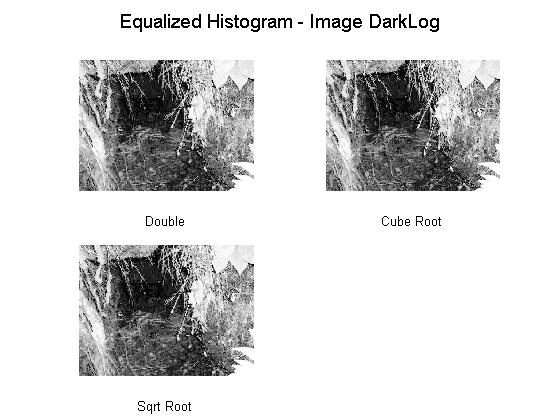 Equalized Histogram - Image DarkLog
Double
Cube Root
Sqrt Root